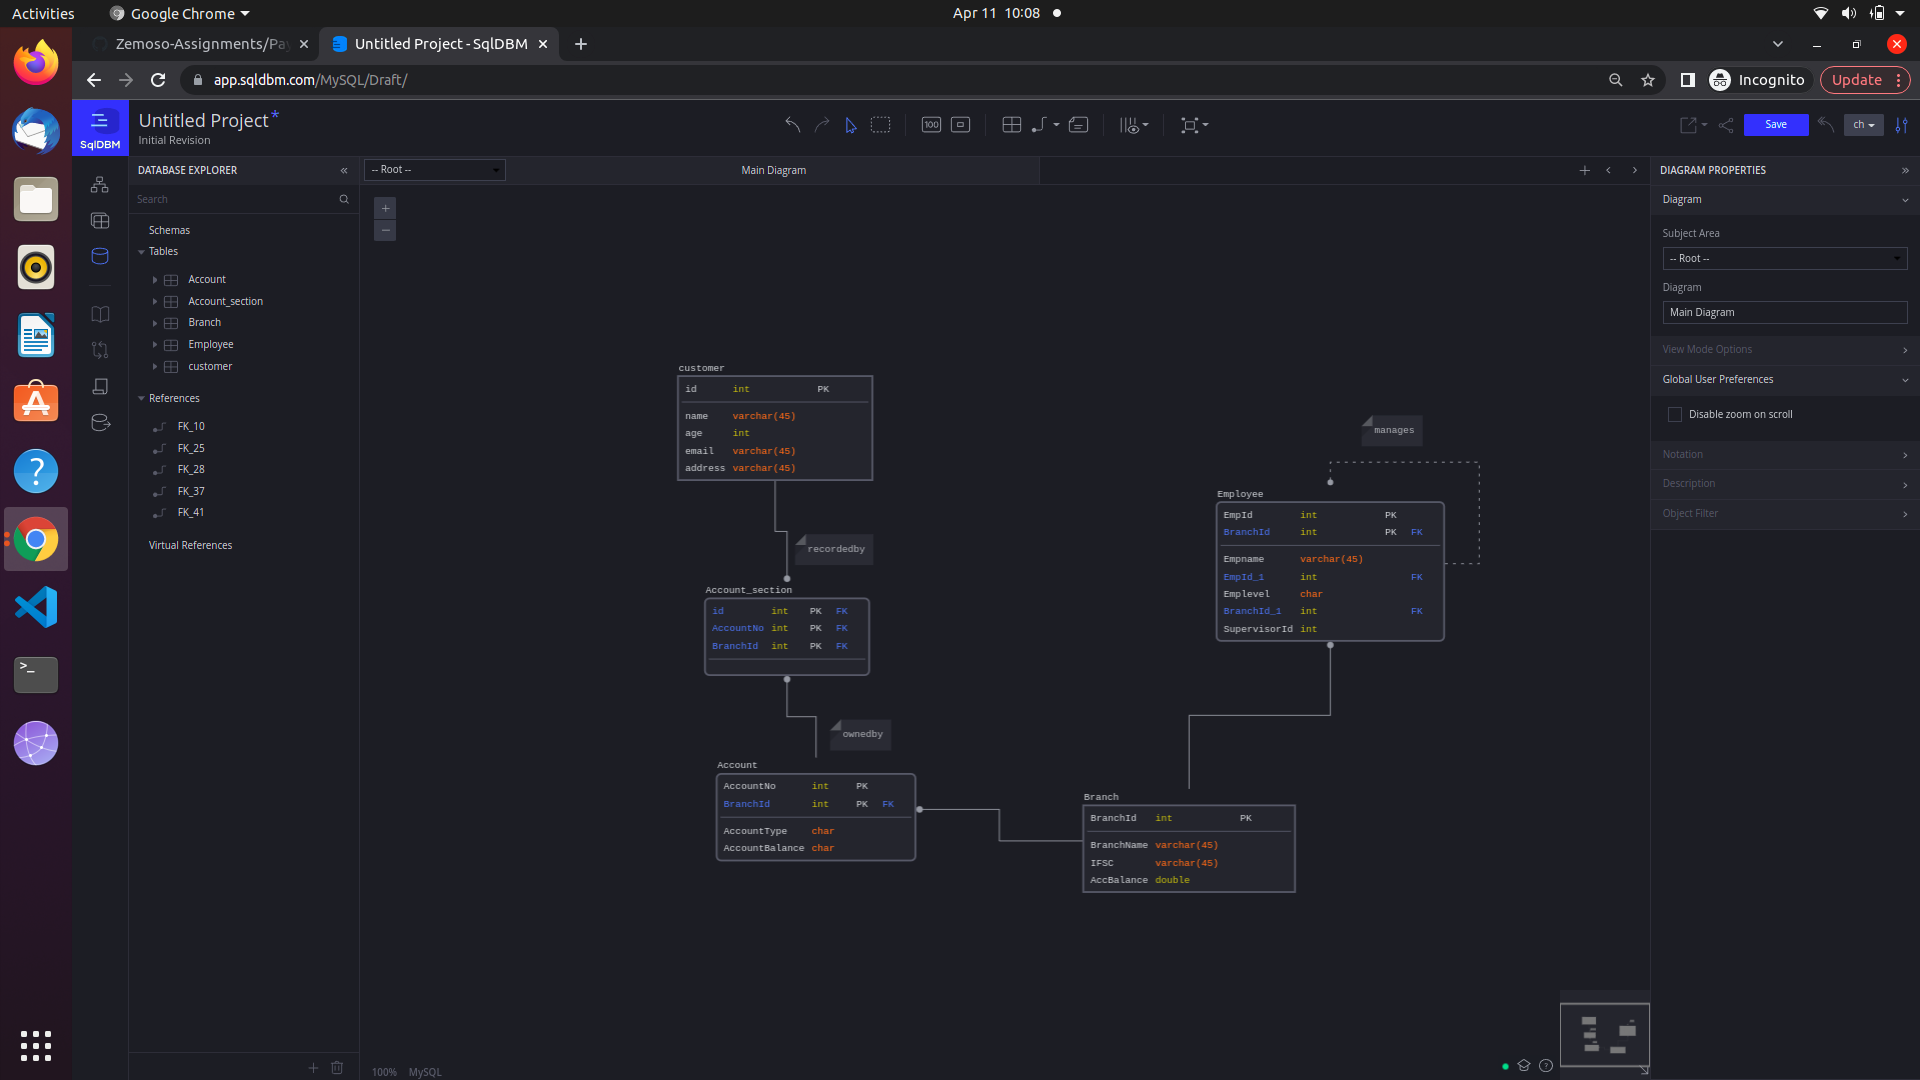 Activities
Google Chrome
Apr 11 10:08
Zemoso-Assignments/Pay
Untitled Project - SqlDBM
app.sqldbm.com/MySQL/Draft/
Incognito
Update
SqlDBM
Untitled Project*
Initial Revision
100
Save
ch
DATABASE EXPLORER
-- Root --
Main Diagram
DIAGRAM PROPERTIES
Search
Schemas
Tables
Account
Account_section
Branch
Employee
customer
References
FK_10
FK_25
FK_28
FK_37
FK_41
Virtual References
customer
id int PK
name varchar(45)
age int
email varchar(45)
address varchar(45)
recordedby
Account_section
id int PK FK
AccountNo int PK FK
BranchId int PK FK
ownedby
Account
AccountNo int PK
BranchId int PK FK
AccountType char
AccountBalance char
manages
Employee
EmpId int PK
BranchId int PK FK
Empname varchar(45)
EmpId_1 int FK
Emplevel char
BranchId_1 int FK
SupervisorId int
Branch
BranchId int PK
BranchName varchar(45)
IFSC varchar(45)
AccBalance double
Diagram
Subject Area
-- Root --
Diagram
Main Diagram
View Mode Options
Global User Preferences
Disable zoom on scroll
Notation
Description
Object Filter
100% MySQL